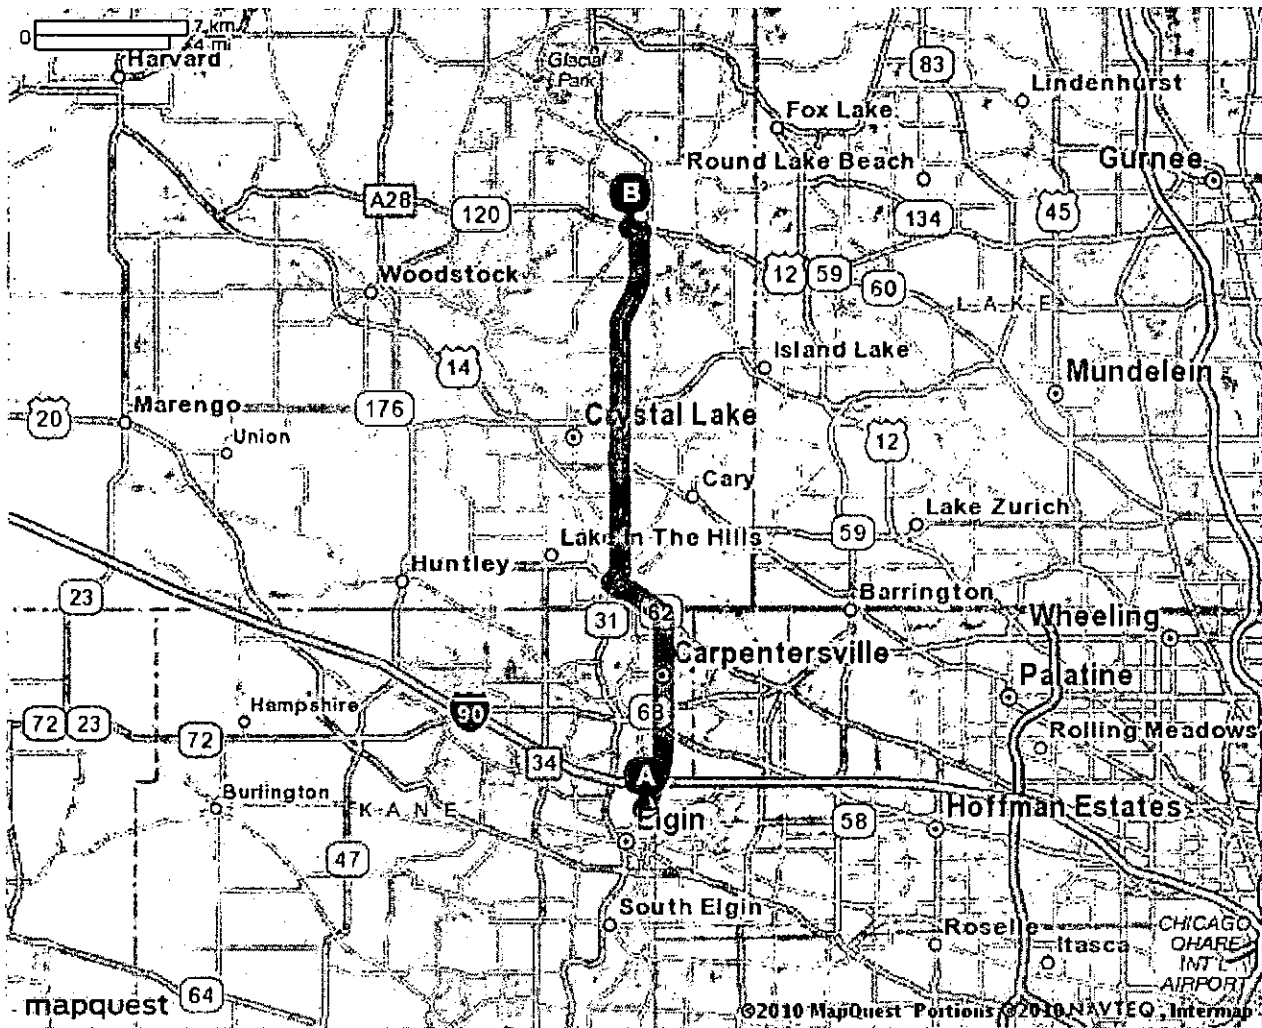 0 7 km
4 mi
Harvard
Glacial
Park
83
Lindenhurst
Fox Lake
Round Lake Beach
Gurnee
B
A28
120
134
45
Woodstock
12
59
60
LAKE
14
Island Lake
Mundelein
20
Marengo
176
Union
Crystal Lake
12
Cary
Lake Zurich
59
Lake In The Hills
Huntley
23
Barrington
31
62
Wheeling
Carpentersville
Palatine
Hampshire
90
68
72
23
72
Rolling Meadows
34
A
Burlington
KANE
Elgin
58
Hoffman Estates
47
South Elgin
Roselle
Itasca
CHICAGO
OHARE
INT'L
AIRPORT
64
mapquest
©2010 MapQuest Portions ©2010 NAVTEQ, Intermap